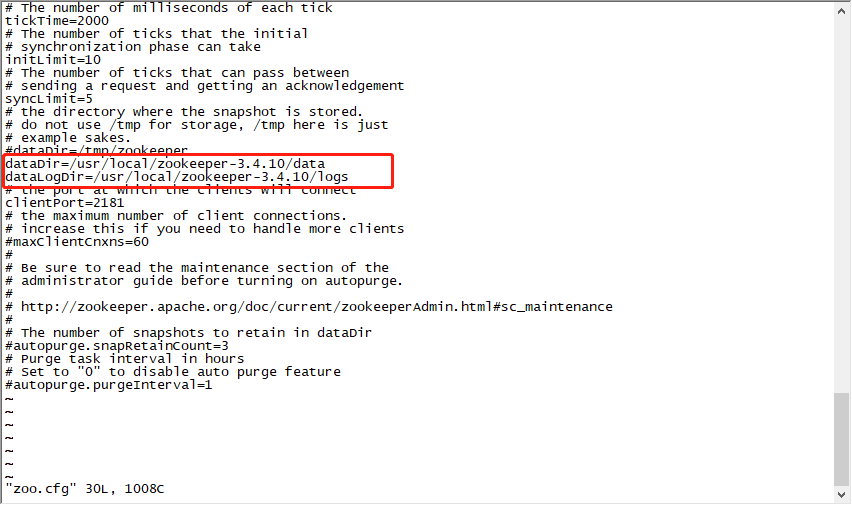 # The number of milliseconds of each tick
tickTime=2000
# The number of ticks that the initial
# synchronization phase can take
initLimit=10
# The number of ticks that can pass between
# sending a request and getting an acknowledgement
syncLimit=5
# the directory where the snapshot is stored.
# do not use /tmp for storage, /tmp here is just
# example sakes.
#dataDir=/tmp/zookeeper
dataDir=/usr/local/zookeeper-3.4.10/data
dataLogDir=/usr/local/zookeeper-3.4.10/logs
# the port at which the clients will connect
clientPort=2181
# the maximum number of client connections.
# increase this if you need to handle more clients
#maxClientCnxns=60
#
# Be sure to read the maintenance section of the
# administrator guide before turning on autopurge.
#
# http://zookeeper.apache.org/doc/current/zookeeperAdmin.html#sc_maintenance
#
# The number of snapshots to retain in dataDir
#autopurge.snapRetainCount=3
# Purge task interval in hours
# Set to "0" to disable auto purge feature
#autopurge.purgeInterval=1
~
~
~
~
~
~
~
"zoo.cfg" 30L, 1008C